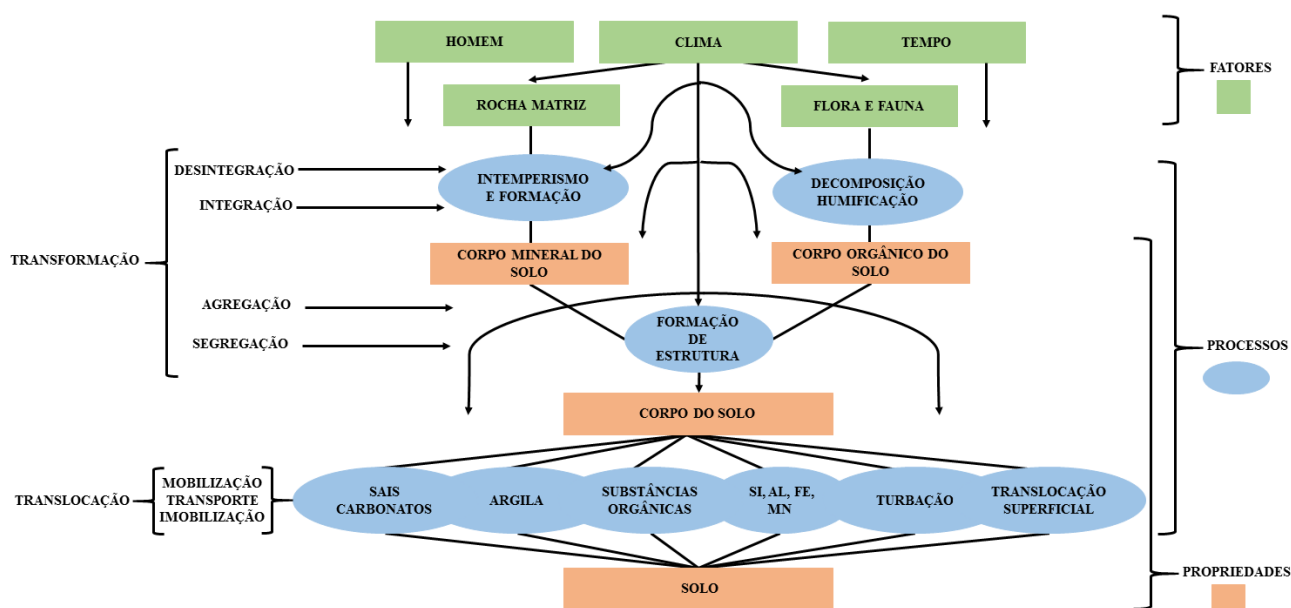 HOMEM
CLIMA
TEMPO
FATORES
ROCHA MATRIZ
FLORA E FAUNA
DESINTEGRAÇÃO
INTEGRAÇÃO
INTEMPERISMO
E FORMAÇÃO
DECOMPOSIÇÃO
HUMIFICAÇÃO
TRANSFORMAÇÃO
CORPO MINERAL DO
SOLO
CORPO ORGÂNICO DO
SOLO
AGREGAÇÃO
SEGREGAÇÃO
FORMAÇÃO
DE
ESTRUTURA
PROCESSOS
CORPO DO SOLO
TRANSLOCAÇÃO
MOBILIZAÇÃO
TRANSPORTE
IMOBILIZAÇÃO
SAIS
CARBONATOS
ARGILA
SUBSTÂNCIAS
ORGÂNICAS
SI, AL, FE,
MN
TURBAÇÃO
TRANSLOCAÇÃO
SUPERFICIAL
PROPRIEDADES
SOLO